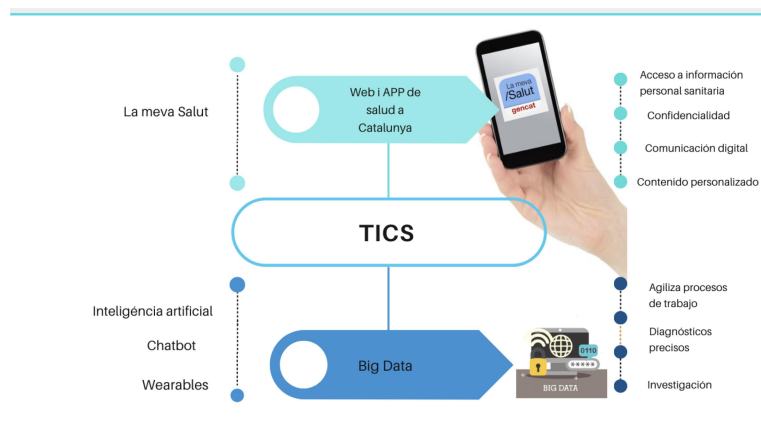 La meva Salut
Web i APP de
salud a
Catalunya
La meva
/Salut
gencat
Acceso a información
personal sanitaria
Confidencialidad
Comunicación digital
Contenido personalizado
TICS
Inteligéncia artificial
Chatbot
Wearables
Big Data
0110
*****
BIG DATA
Agiliza procesos
de trabajo
Diagnósticos
precisos
Investigación